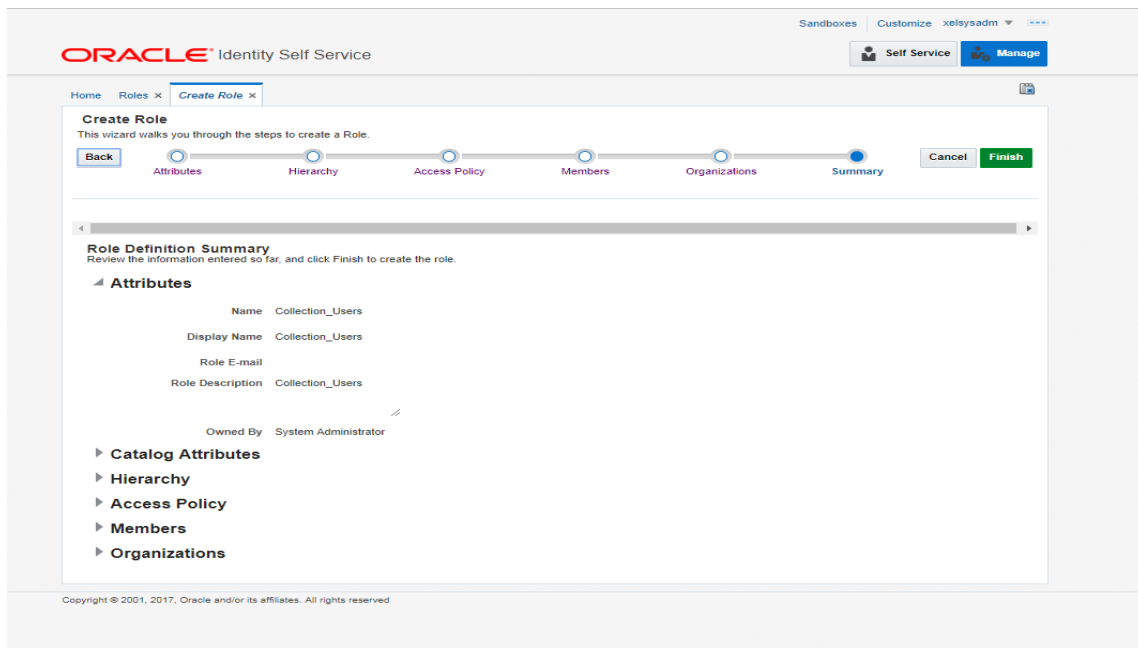 Sandboxes Customize xelsysadm
ORACLE® Identity Self Service Self Service Manage
Home Roles × Create Role ×
Create Role
This wizard walks you through the steps to create a Role.
Back Cancel Finish
Attributes Hierarchy Access Policy Members Organizations Summary
Role Definition Summary
Review the information entered so far, and click Finish to create the role.
Attributes
Name Collection_Users
Display Name Collection_Users
Role E-mail
Role Description Collection_Users
Owned By System Administrator
Catalog Attributes
Hierarchy
Access Policy
Members
Organizations
Copyright © 2001, 2017, Oracle and/or its affiliates. All rights reserved